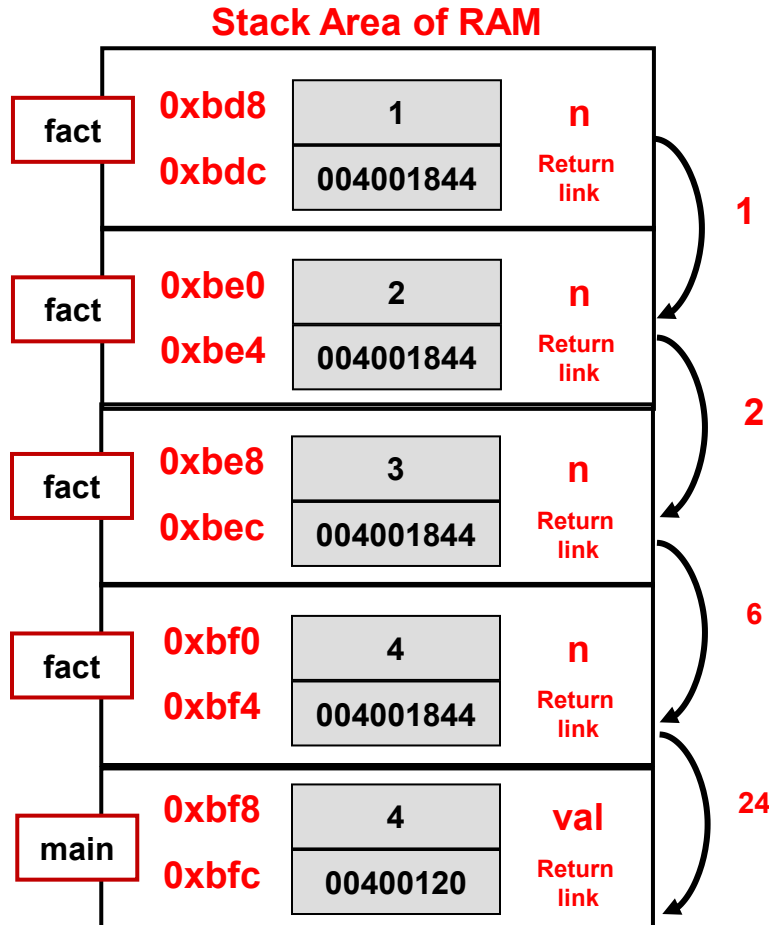 Stack Area of RAM
fact
0xbd8
1
n
0xbdc
004001844
Return
link
1
fact
0xbe0
2
n
0xbe4
004001844
Return
link
2
fact
0xbe8
3
n
0xbec
004001844
Return
link
6
fact
0xbf0
4
n
0xbf4
004001844
Return
link
24
main
0xbf8
4
val
0xbfc
00400120
Return
link